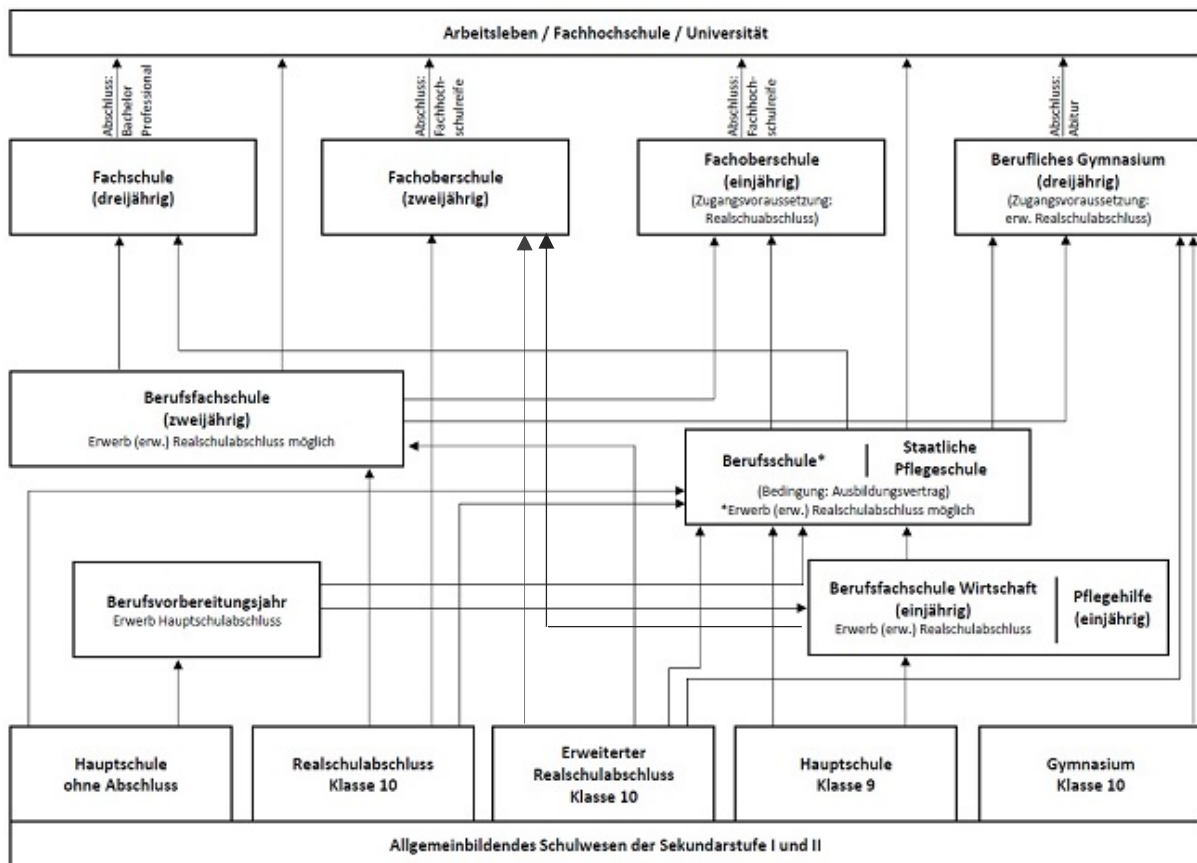 Arbeitsleben / Fachhochschule / Universität
Abschluss:
Bachelor
Professional
Abschluss:
Fachhoch-
schulreife
Abschluss:
Fachhoch-
schulreife
Abschluss:
Abitur
Fachschule
(dreijährig)
Fachoberschule
(zweijährig)
Fachoberschule
(einjährig)
(Zugangsvoraussetzung:
Realschuabschluss)
Berufliches Gymnasium
(dreijährig)
(Zugangsvoraussetzung:
erw. Realschulabschluss)
Berufsfachschule
(zweijährig)
Erwerb (erw.) Realschulabschluss möglich
Berufsschule*
Staatliche
Pflegeschule
(Bedingung: Ausbildungsvertrag)
*Erwerb (erw.) Realschulabschluss möglich
Berufsvorbereitungsjahr
Erwerb Hauptschulabschluss
Berufsfachschule Wirtschaft
(einjährig)
Erwerb (erw.) Realschulabschluss
Pflegehilfe
(einjährig)
Hauptschule
ohne Abschluss
Realschulabschluss
Klasse 10
Erweiterter
Realschulabschluss
Klasse 10
Hauptschule
Klasse 9
Gymnasium
Klasse 10
Allgemeinbildendes Schulwesen der Sekundarstufe I und II